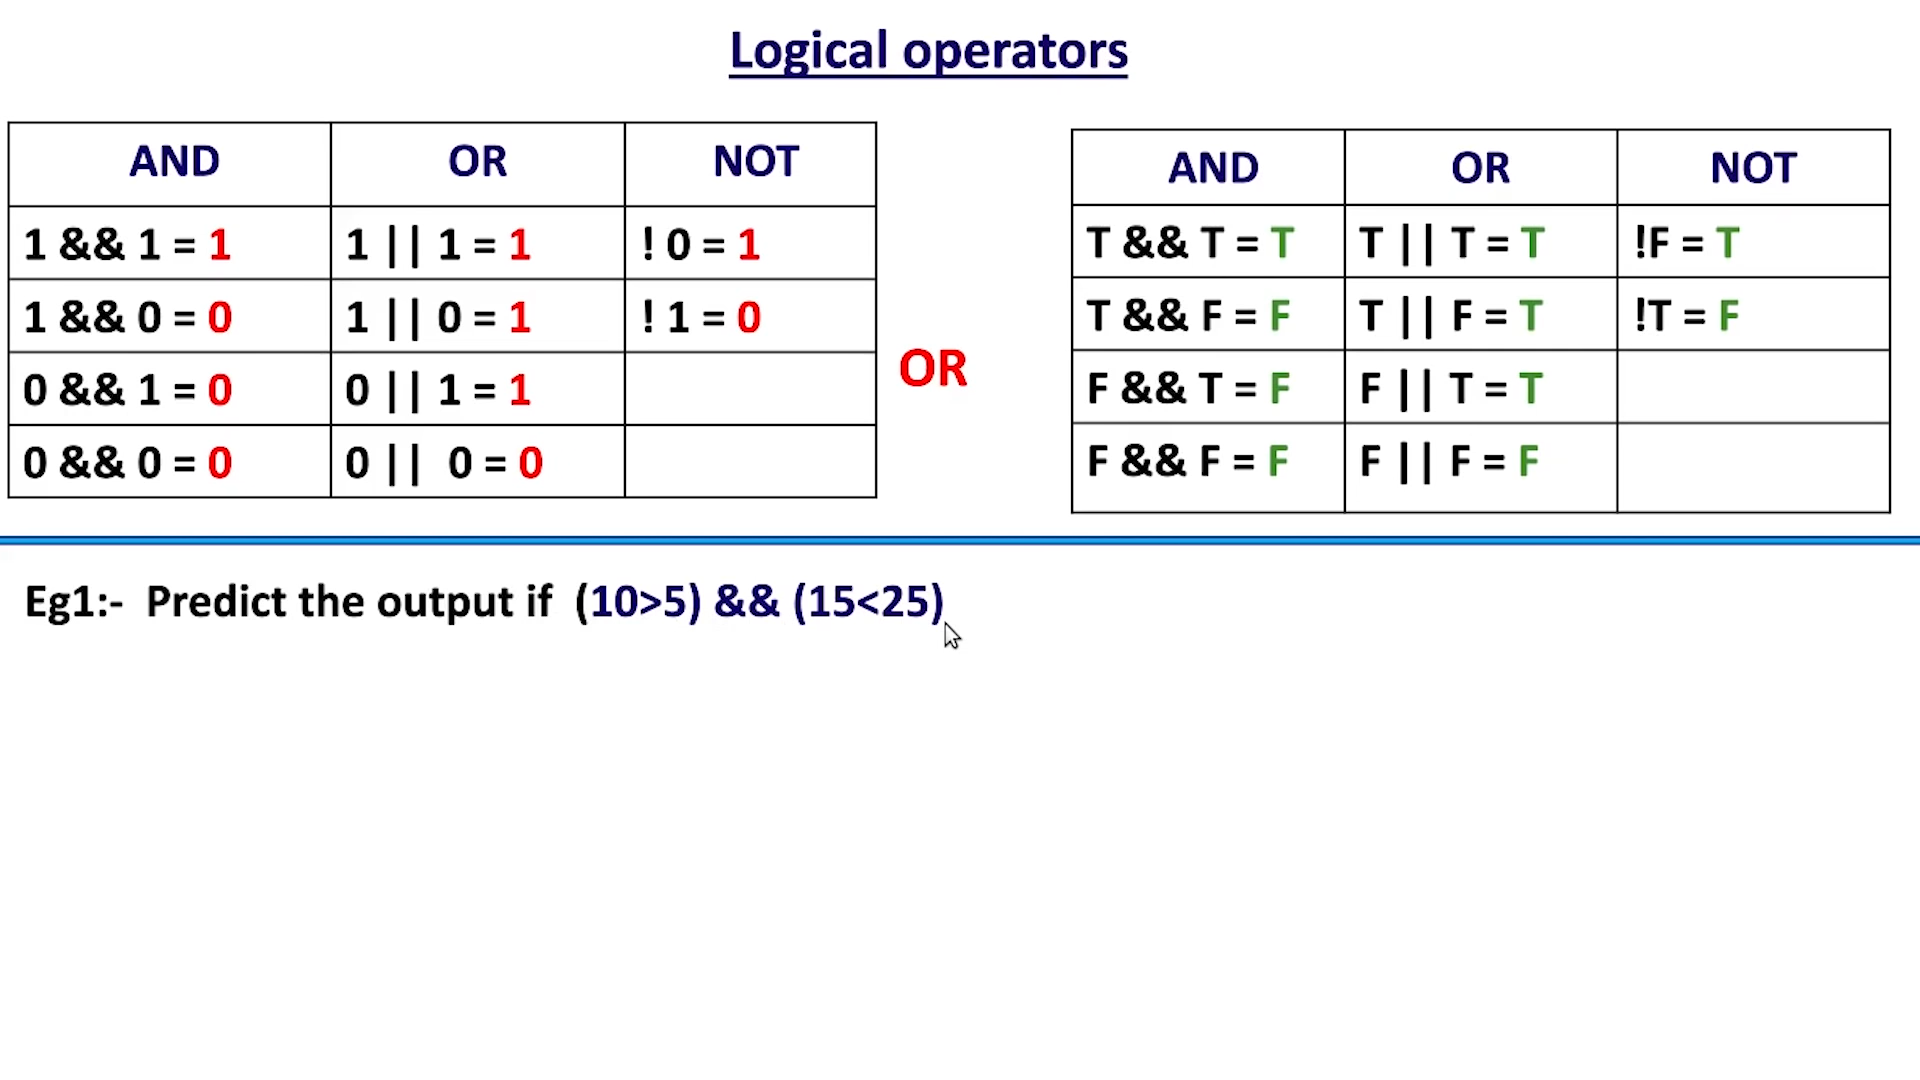 Logical operators
AND OR NOT
1 && 1 = 1 1 || 1 = 1 ! 0 = 1
1 && 0 = 0 1 || 0 = 1 ! 1 = 0
0 && 1 = 0 0 || 1 = 1
0 && 0 = 0 0 || 0 = 0
OR
AND OR NOT
T && T = T T || T = T !F = T
T && F = F T || F = T !T = F
F && T = F F || T = T
F && F = F F || F = F
Eg1:- Predict the output if (10>5) && (15<25)